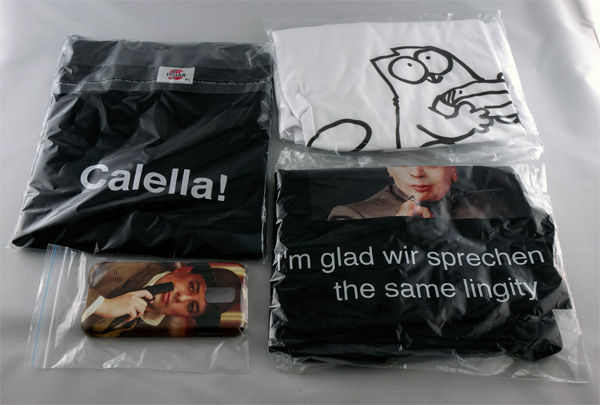 Calella!
I'm glad wir sprechen
the same lingity